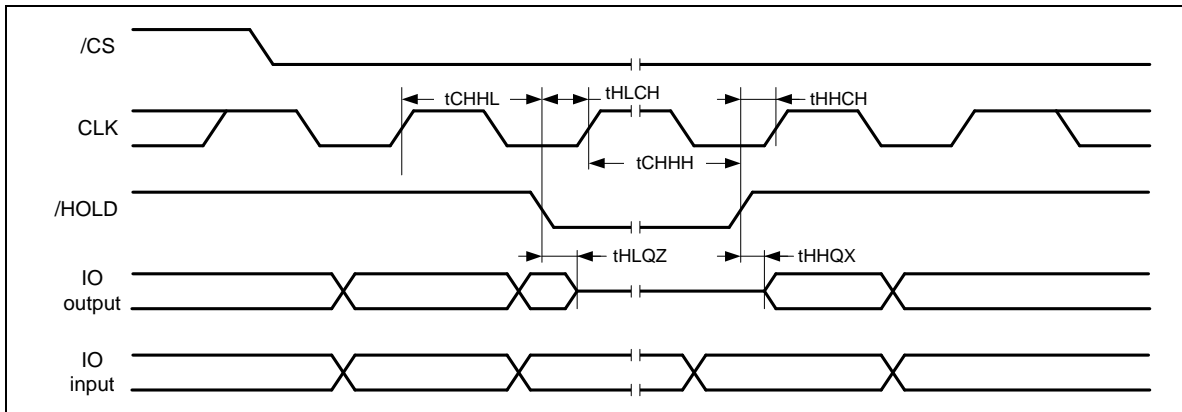 /CS
tCHHL
tHLCH
tHHCH
CLK
tCHHH
/HOLD
tHLQZ
tHHQX
IO
output
IO
input